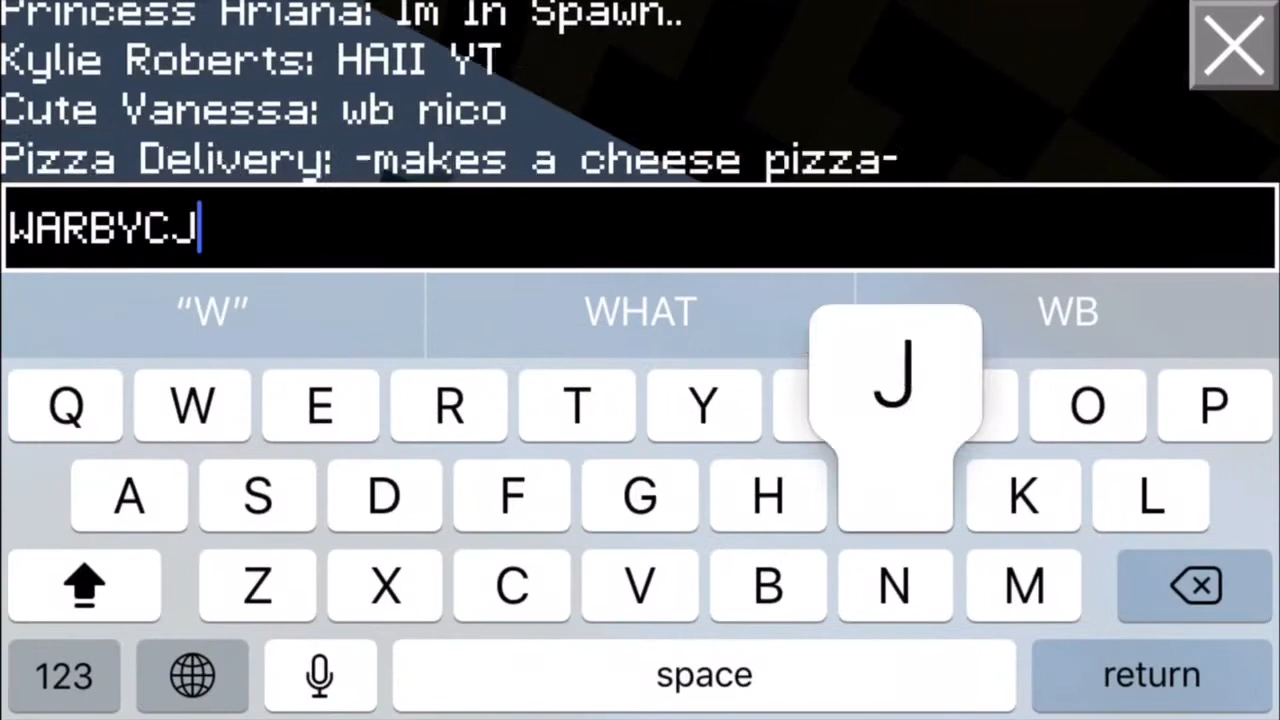 Princess Ariana: Im In Spawn..
Kylie Roberts: HAII YT
Cute Vanessa: wb nico
Pizza Delivery: -makes a cheese pizza-
WARBYCJ
“W” WHAT WB
Q W E R T Y O P
J
A S D F G H K L
Z X C V B N M
123 space return